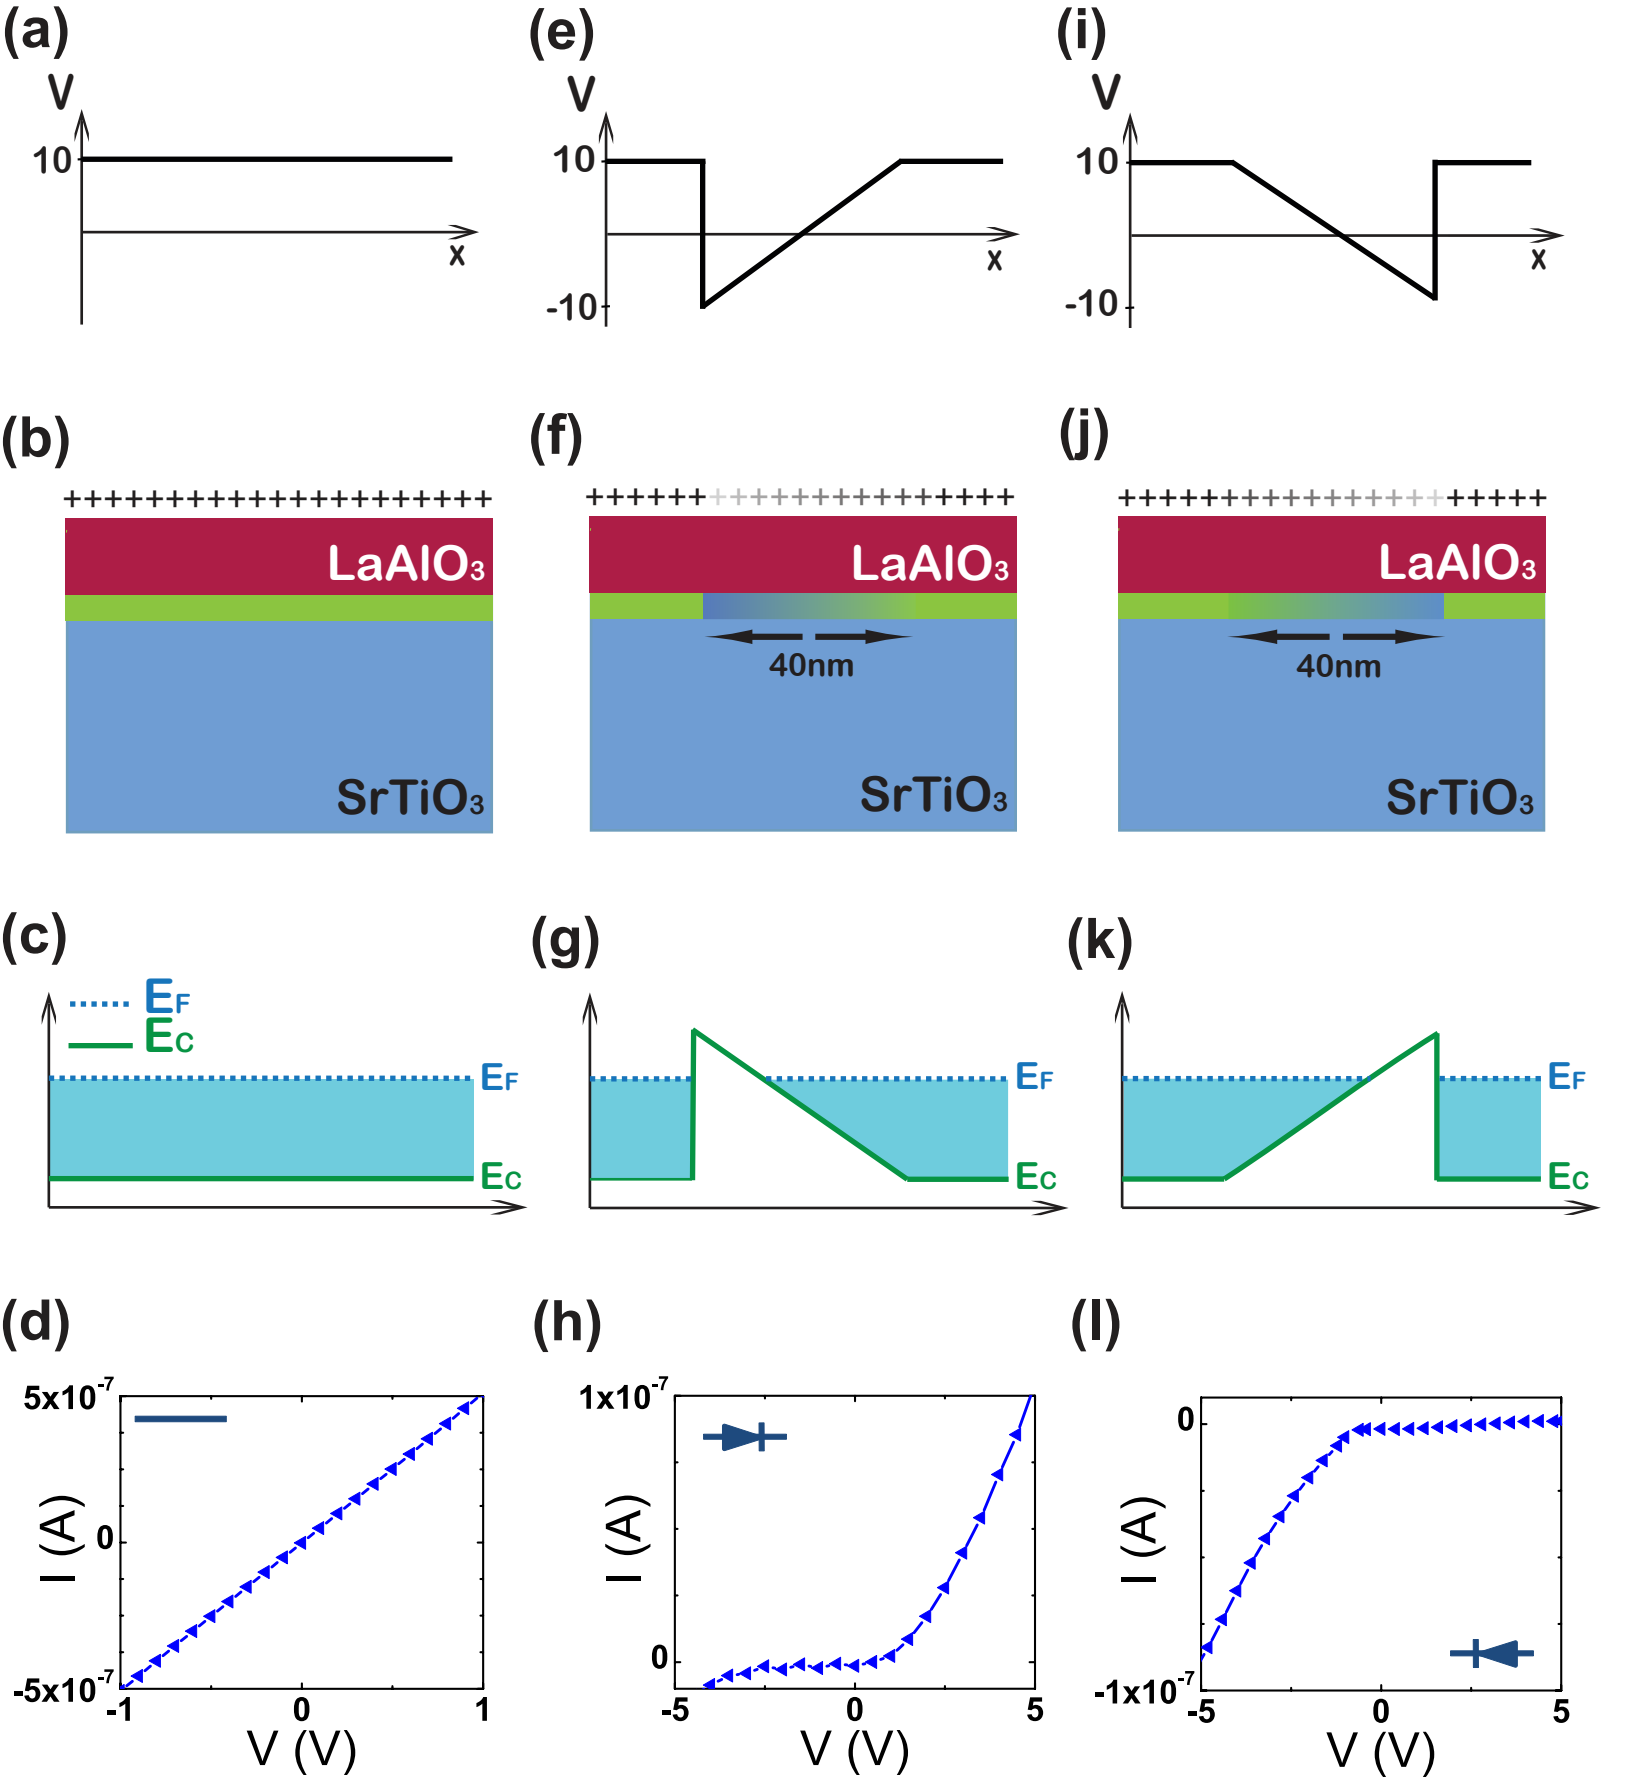 (a) (e) (i)
V V V
10 10 10
x x x
-10 -10
(b) (f) (j)
++++++++++++++++++++ ++++++++++++++++++++ ++++++++++++++++++++
LaAlO3 LaAlO3 LaAlO3
40nm 40nm
SrTiO3 SrTiO3 SrTiO3
(c) (g) (k)
EF
EC
EF EF EF
EC EC EC
(d) (h) (l)
5x10-7 1x10-7
0
I (A) I (A) I (A)
0
0
-5x10-7 -1x10-7
-1 0 1 -5 0 5 -5 0 5
V (V) V (V) V (V)